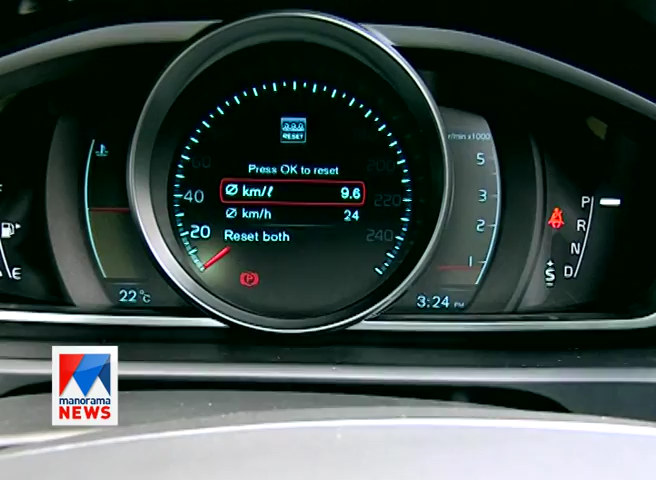 RESET
Press OK to reset
Ø km/ℓ 9.6
Ø km/h 24
Reset both
20
40
60
200
220
240
22°C
r/min x1000
5
3
2
1
3:24 PM
P
R
N
D
+
S
E
P
manorama
NEWS